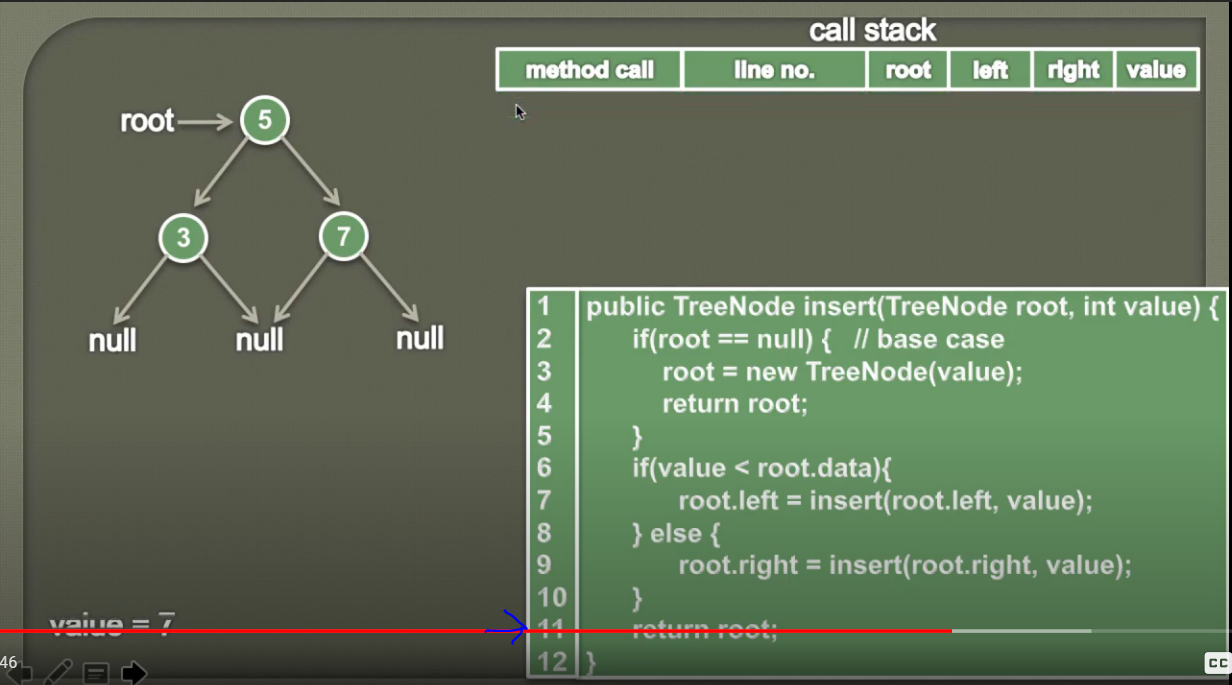 call stack
method call line no. root left right value
root 5
3 7
null null null
1 public TreeNode insert(TreeNode root, int value) {
2 if(root == null) { // base case
3 root = new TreeNode(value);
4 return root;
5 }
6 if(value < root.data){
7 root.left = insert(root.left, value);
8 } else {
9 root.right = insert(root.right, value);
10 }
value = 7
11 return root;
12 }
46
CC